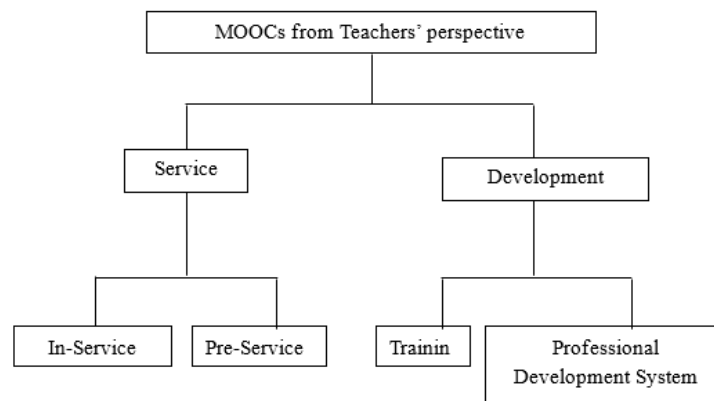 MOOCs from Teachers’ perspective
Service
Development
In-Service
Pre-Service
Trainin
Professional
Development System